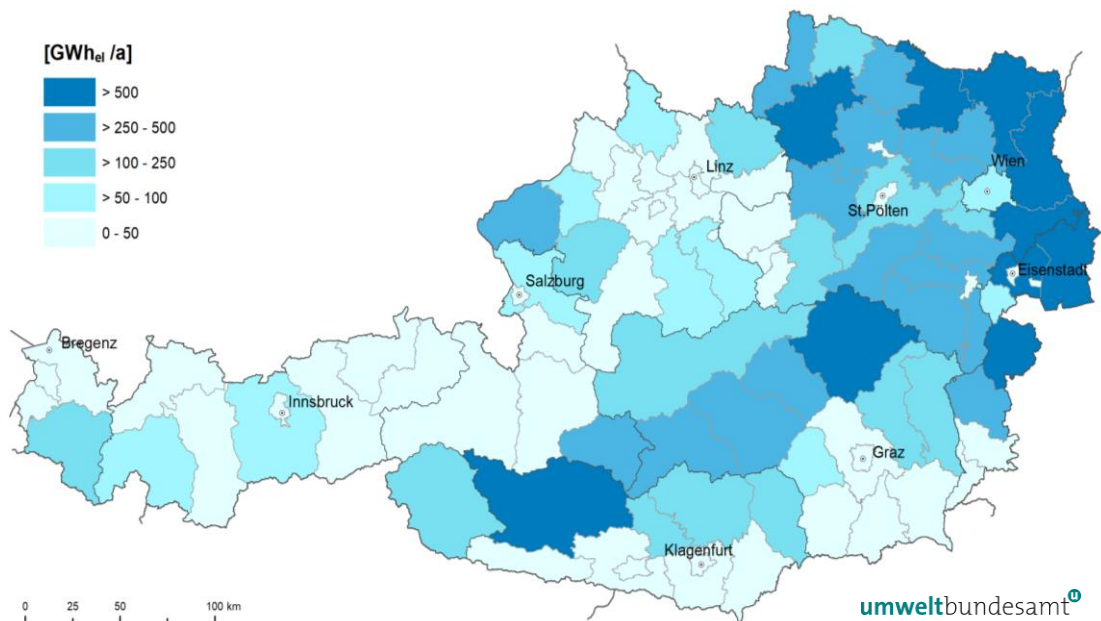 [GWhel /a]
> 500
> 250 - 500
> 100 - 250
> 50 - 100
0 - 50
Linz
Wien
St.Pölten
Eisenstadt
Salzburg
Bregenz
Innsbruck
Graz
Klagenfurt
0 25 50 100 km
umweltbundesamt
u